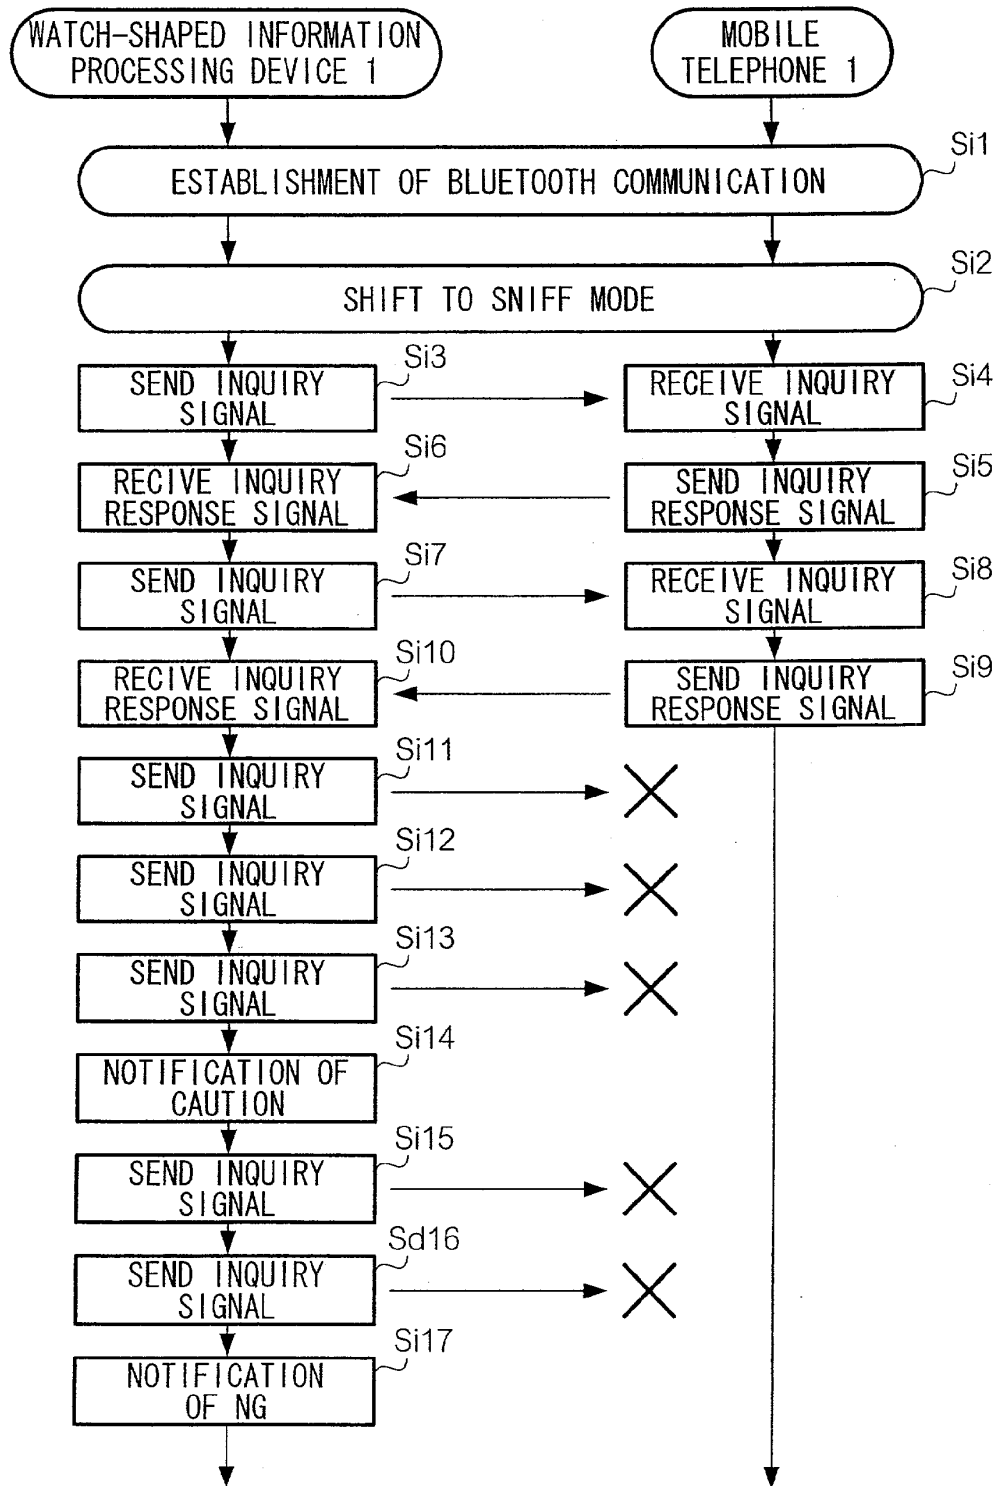 WATCH-SHAPED INFORMATION
PROCESSING DEVICE 1
MOBILE
TELEPHONE 1
Si1
ESTABLISHMENT OF BLUETOOTH COMMUNICATION
Si2
SHIFT TO SNIFF MODE
Si3
SEND INQUIRY
SIGNAL
Si4
RECEIVE INQUIRY
SIGNAL
Si6
RECIVE INQUIRY
RESPONSE SIGNAL
Si5
SEND INQUIRY
RESPONSE SIGNAL
Si7
SEND INQUIRY
SIGNAL
Si8
RECEIVE INQUIRY
SIGNAL
Si10
RECIVE INQUIRY
RESPONSE SIGNAL
Si9
SEND INQUIRY
RESPONSE SIGNAL
Si11
SEND INQUIRY
SIGNAL
Si12
SEND INQUIRY
SIGNAL
Si13
SEND INQUIRY
SIGNAL
Si14
NOTIFICATION OF
CAUTION
Si15
SEND INQUIRY
SIGNAL
Sd16
SEND INQUIRY
SIGNAL
Si17
NOTIFICATION
OF NG